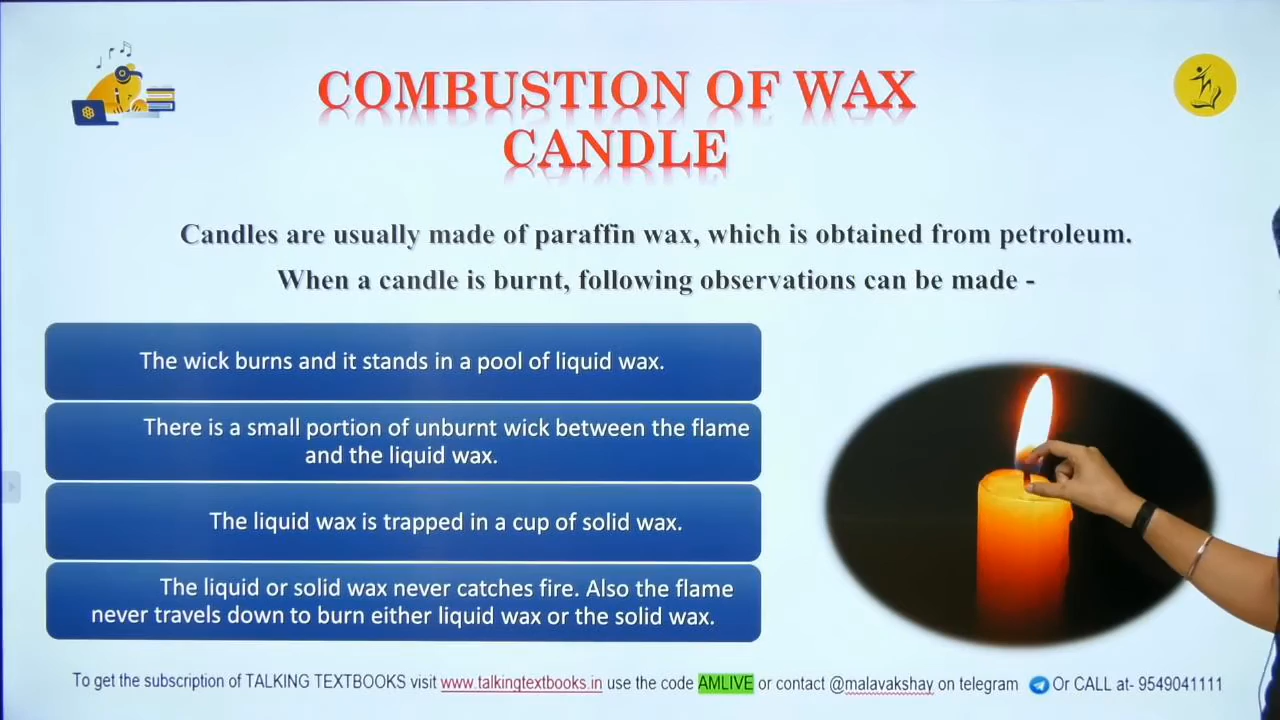 COMBUSTION OF WAX
CANDLE
Candles are usually made of paraffin wax, which is obtained from petroleum.
When a candle is burnt, following observations can be made -
The wick burns and it stands in a pool of liquid wax.
There is a small portion of unburnt wick between the flame
and the liquid wax.
The liquid wax is trapped in a cup of solid wax.
The liquid or solid wax never catches fire. Also the flame
never travels down to burn either liquid wax or the solid wax.
To get the subscription of TALKING TEXTBOOKS visit www.talkingtextbooks.in use the code AMLIVE or contact @malavakshay on telegram Or CALL at- 9549041111